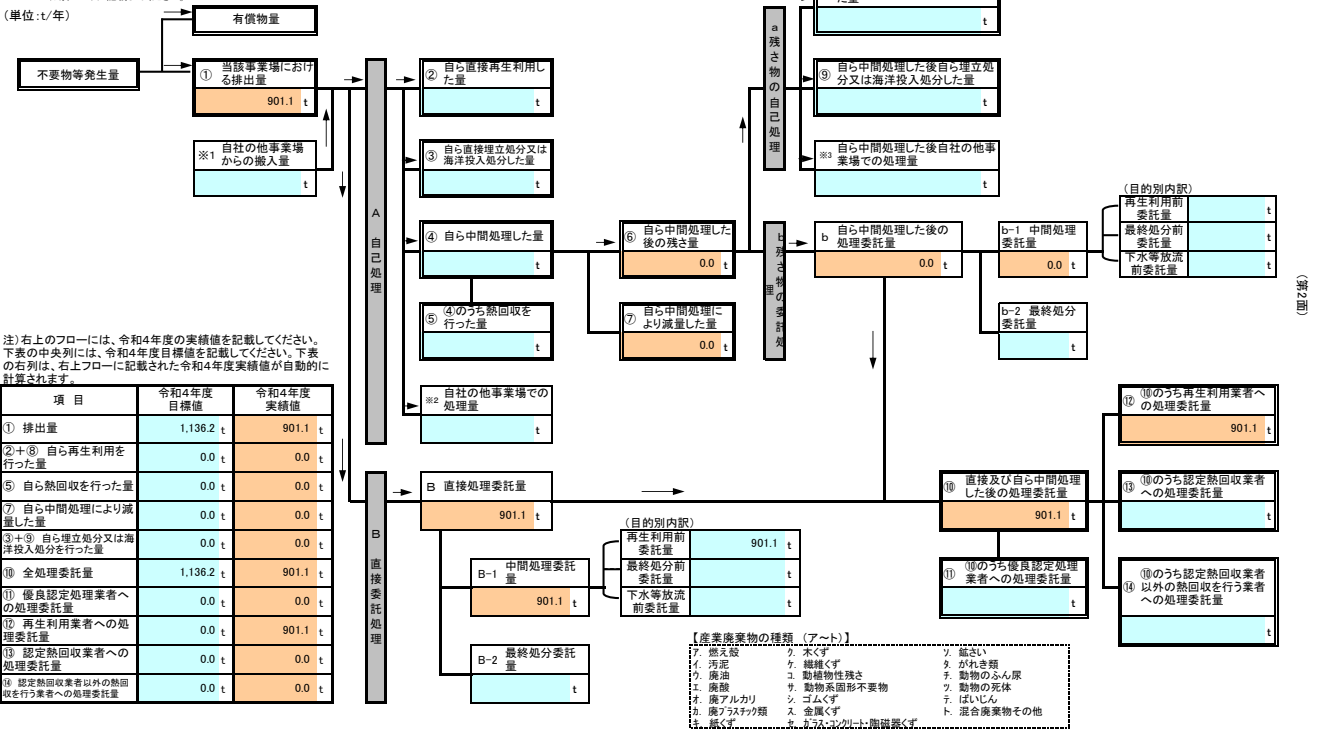 (単位:t/年)
有償物量
不要物等発生量
① 当該事業場におけ
る排出量
901.1 t
※1 自社の他事業場
からの搬入量
t
A 自己処理
② 自ら直接再生利用し
た量
t
③ 自ら直接埋立処分又は
海洋投入処分した量
t
④ 自ら中間処理した量
t
⑤ ④のうち熱回収を
行った量
t
※2 自社の他事業場での
処理量
t
⑥ 自ら中間処理した
後の残さ量
0.0 t
⑦ 自ら中間処理に
より減量した量
0.0 t
a 残さ物の自己処理
た量
t
⑨ 自ら中間処理した後自ら埋立処
分又は海洋投入処分した量
t
※3 自ら中間処理した後自社の他事
業場での処理量
t
b 残さ物の委託処理
b 自ら中間処理した後の
処理委託量
0.0 t
b-1 中間処理
委託量
0.0 t
(目的別内訳)
再生利用前
委託量
t
最終処分前
委託量
t
下水等放流
前委託量
t
b-2 最終処分
委託量
t
(第2面)
注)右上のフローには、令和4年度の実績値を記載してください。
下表の中央列には、令和4年度目標値を記載してください。下表
の右列は、右上フローに記載された令和4年度実績値が自動的に
計算されます。
項 目 令和4年度
目標値 令和4年度
実績値
① 排出量 1,136.2 t 901.1 t
②+⑧ 自ら再生利用を
行った量 0.0 t 0.0 t
⑤ 自ら熱回収を行った量 0.0 t 0.0 t
⑦ 自ら中間処理により減
量した量 0.0 t 0.0 t
③+⑨ 自ら埋立処分又は海
洋投入処分を行った量 0.0 t 0.0 t
⑩ 全処理委託量 1,136.2 t 901.1 t
⑪ 優良認定処理業者へ
の処理委託量 0.0 t 0.0 t
⑫ 再生利用業者への処
理委託量 0.0 t 901.1 t
⑬ 認定熱回収業者への
処理委託量 0.0 t 0.0 t
⑭ 認定熱回収業者以外の熱回
収を行う業者への処理委託量 0.0 t 0.0 t
B 直接委託処理
B 直接処理委託量
901.1 t
B-1 中間処理委託
量
901.1 t
(目的別内訳)
再生利用前
委託量
901.1 t
最終処分前
委託量
t
下水等放流
前委託量
t
B-2 最終処分委託
量
t
⑩ 直接及び自ら中間処理
した後の処理委託量
901.1 t
⑪ ⑩のうち優良認定処理
業者への処理委託量
t
⑫ ⑩のうち再生利用業者へ
の処理委託量
901.1 t
⑬ ⑩のうち認定熱回収業者
への処理委託量
t
⑭ ⑩のうち認定熱回収業者
以外の熱回収を行う業者
への処理委託量
t
【産業廃棄物の種類 (ア~ト)】
ア. 燃え殻 ク. 木くず ソ. 鉱さい
イ. 汚泥 ケ. 繊維くず タ. がれき類
ウ. 廃油 コ. 動植物性残さ チ. 動物のふん尿
エ. 廃酸 サ. 動物系固形不要物 ツ. 動物の死体
オ. 廃アルカリ シ. ゴムくず テ. ばいじん
カ. 廃プラスチック類 ス. 金属くず ト. 混合廃棄物その他
キ. 紙くず セ. ガラス・コンクリート・陶磁器くず